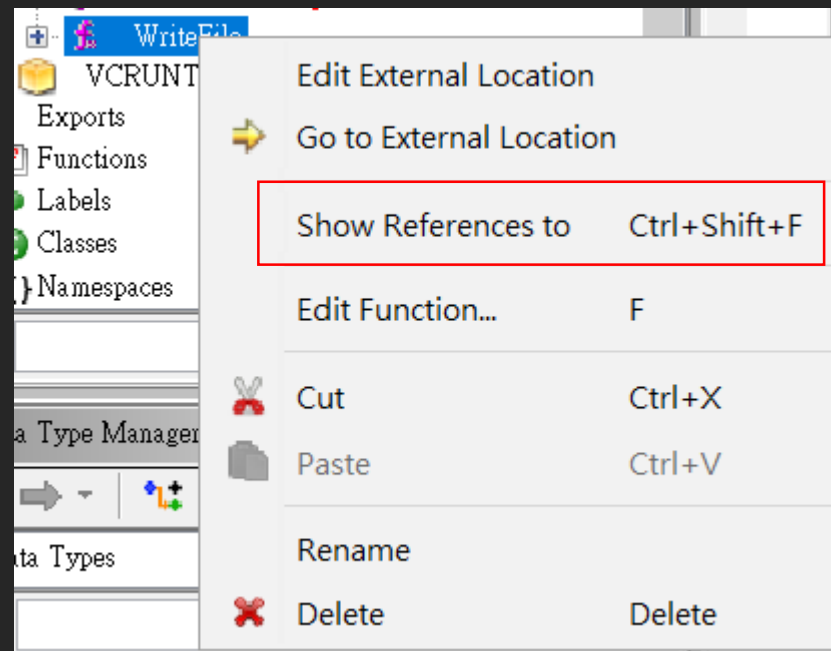 WriteFile
VCRUNT
Exports
Functions
Labels
Classes
{}Namespaces
a Type Manager
ata Types
Edit External Location
Go to External Location
Show References to Ctrl+Shift+F
Edit Function... F
Cut Ctrl+X
Paste Ctrl+V
Rename
Delete Delete